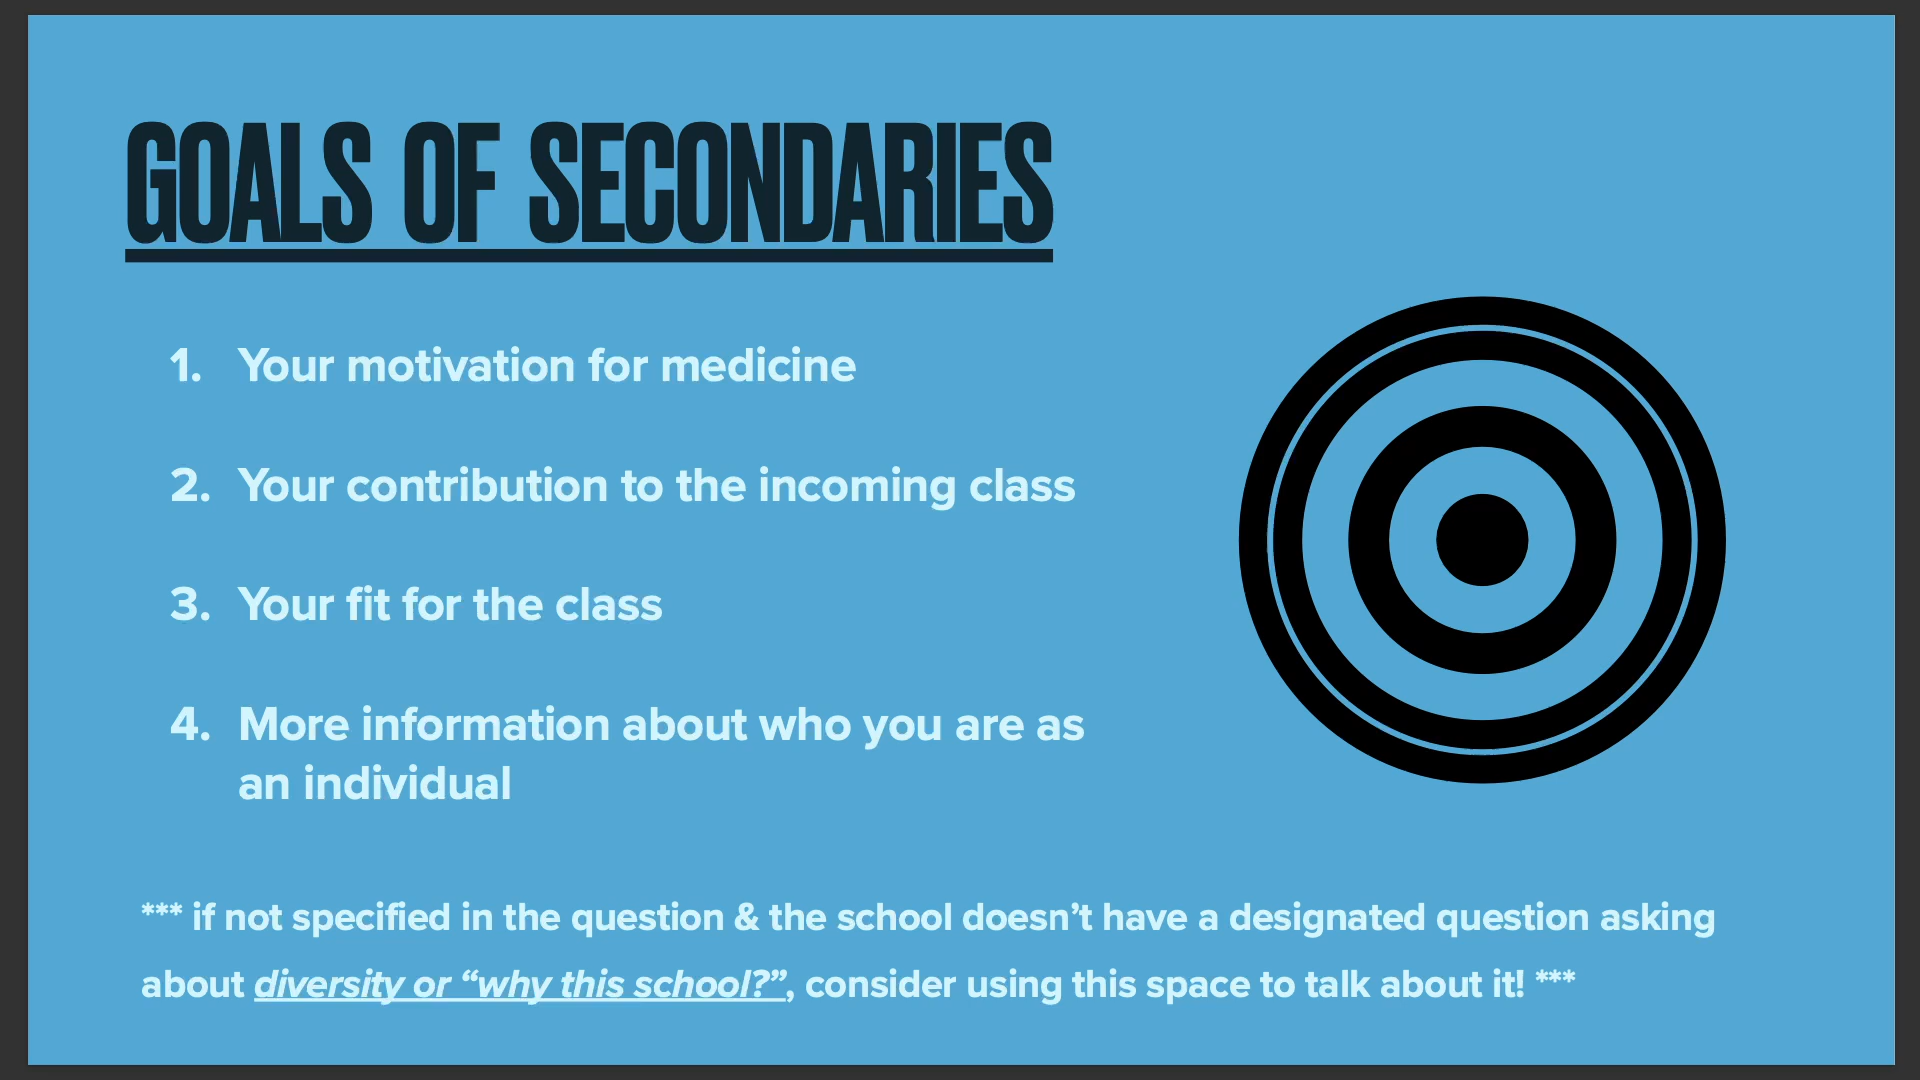 GOALS OF SECONDARIES
1. Your motivation for medicine
2. Your contribution to the incoming class
3. Your fit for the class
4. More information about who you are as
an individual
*** if not specified in the question & the school doesn’t have a designated question asking
about diversity or “why this school?”, consider using this space to talk about it! ***